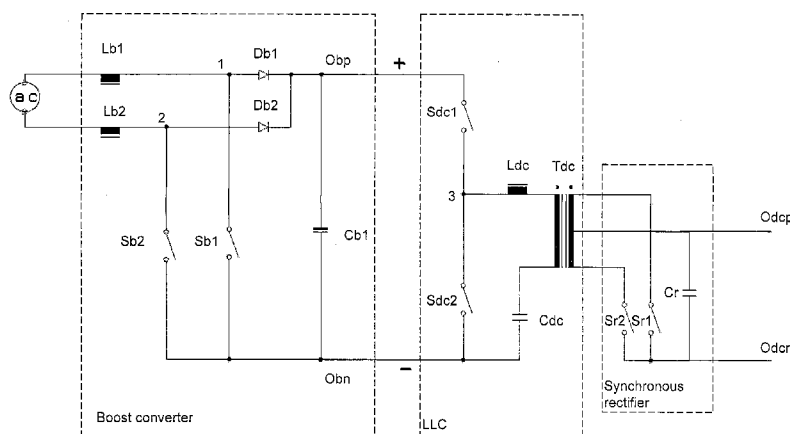 Lb1
1
Db1
Obp
+
ac
Lb2
2
Db2
Sdc1
Ldc
Tdc
3
Odcp
Sb2
Sb1
Cb1
Sdc2
Cdc
Cr
Sr2
Sr1
Obn
-
Odcn
Synchronous
rectifier
Boost converter
LLC